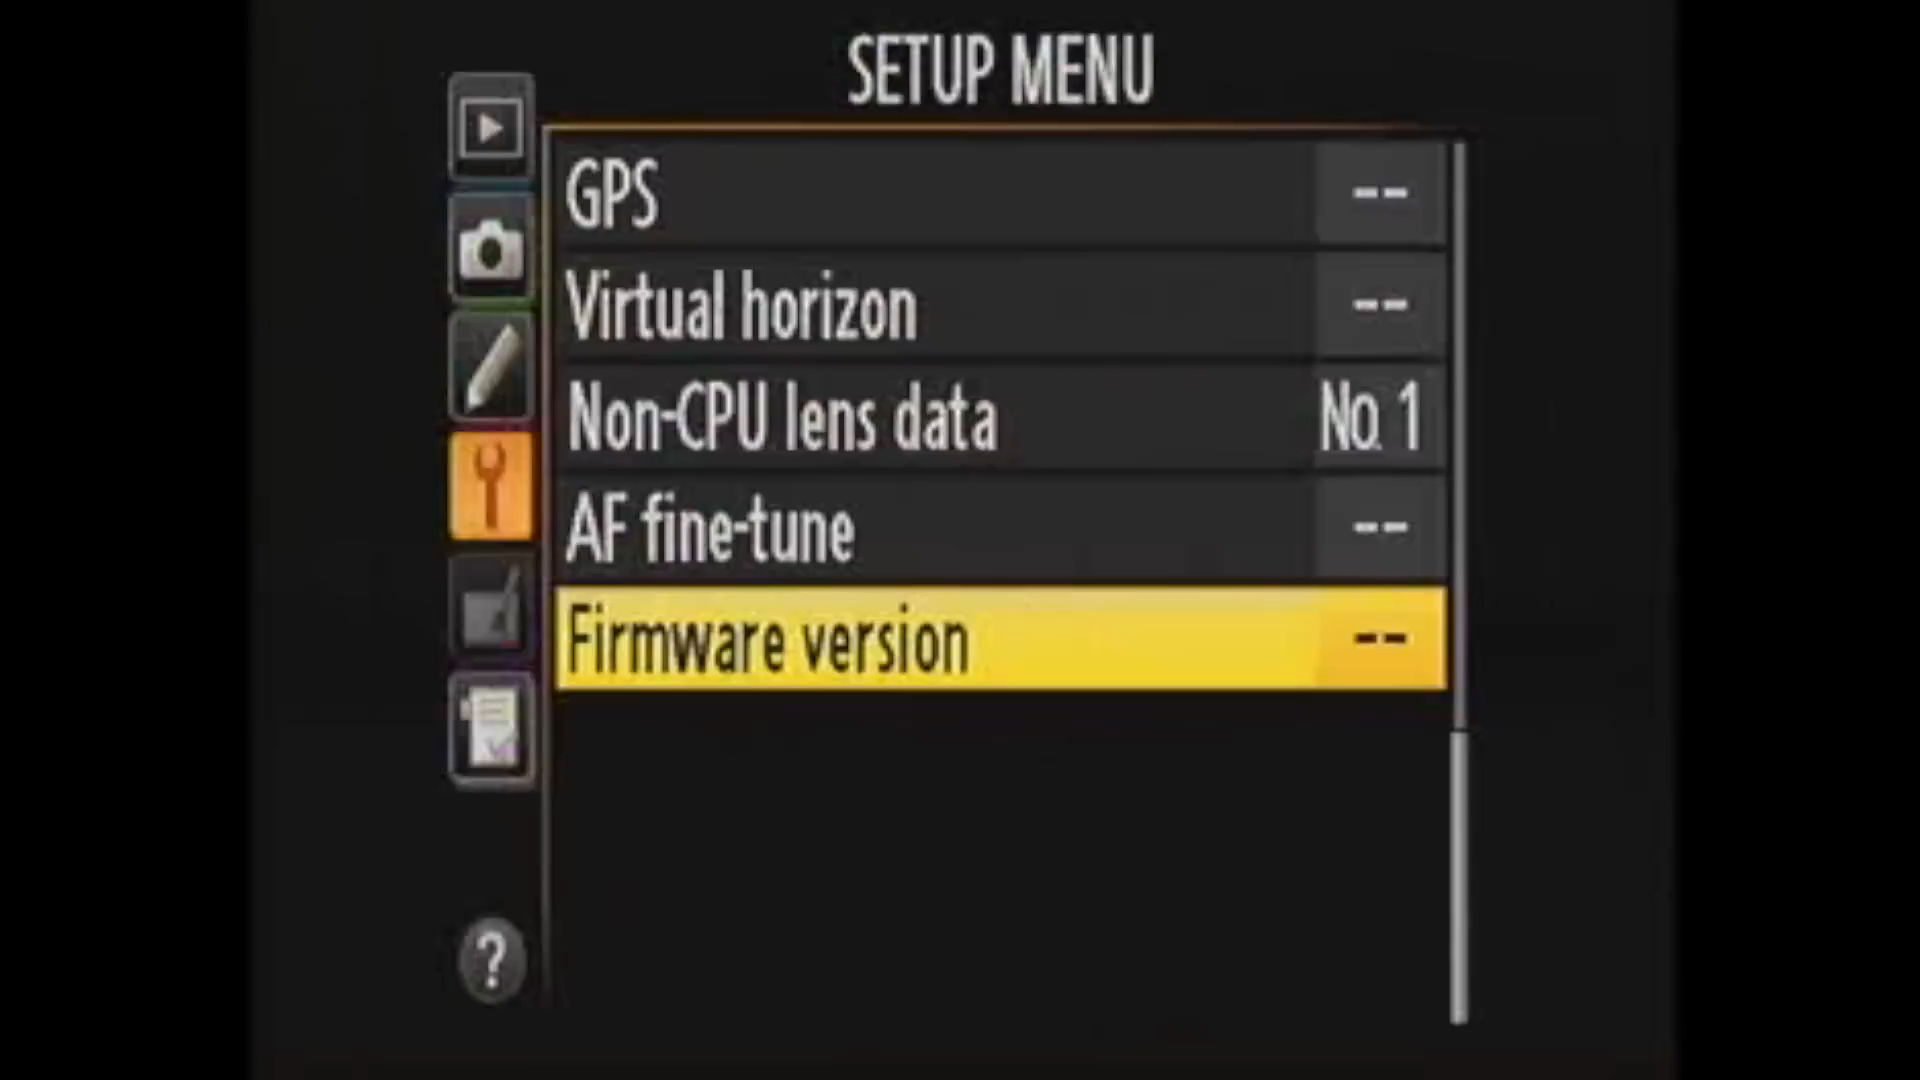 SETUP MENU
GPS --
Virtual horizon --
Non-CPU lens data No. 1
AF fine-tune --
Firmware version --
?